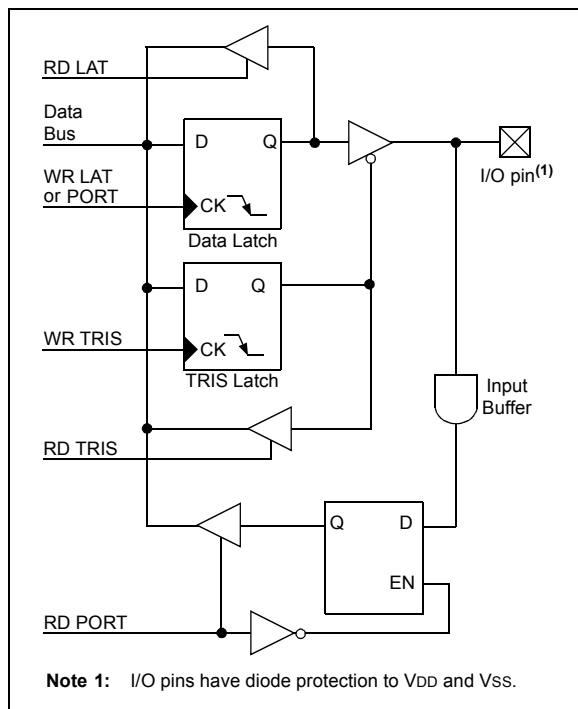 RD LAT
Data
Bus
D Q
WR LAT
or PORT
CK
Data Latch
I/O pin(1)
D Q
WR TRIS
CK
TRIS Latch
Input
Buffer
RD TRIS
Q D
EN
RD PORT
Note 1: I/O pins have diode protection to VDD and VSS.